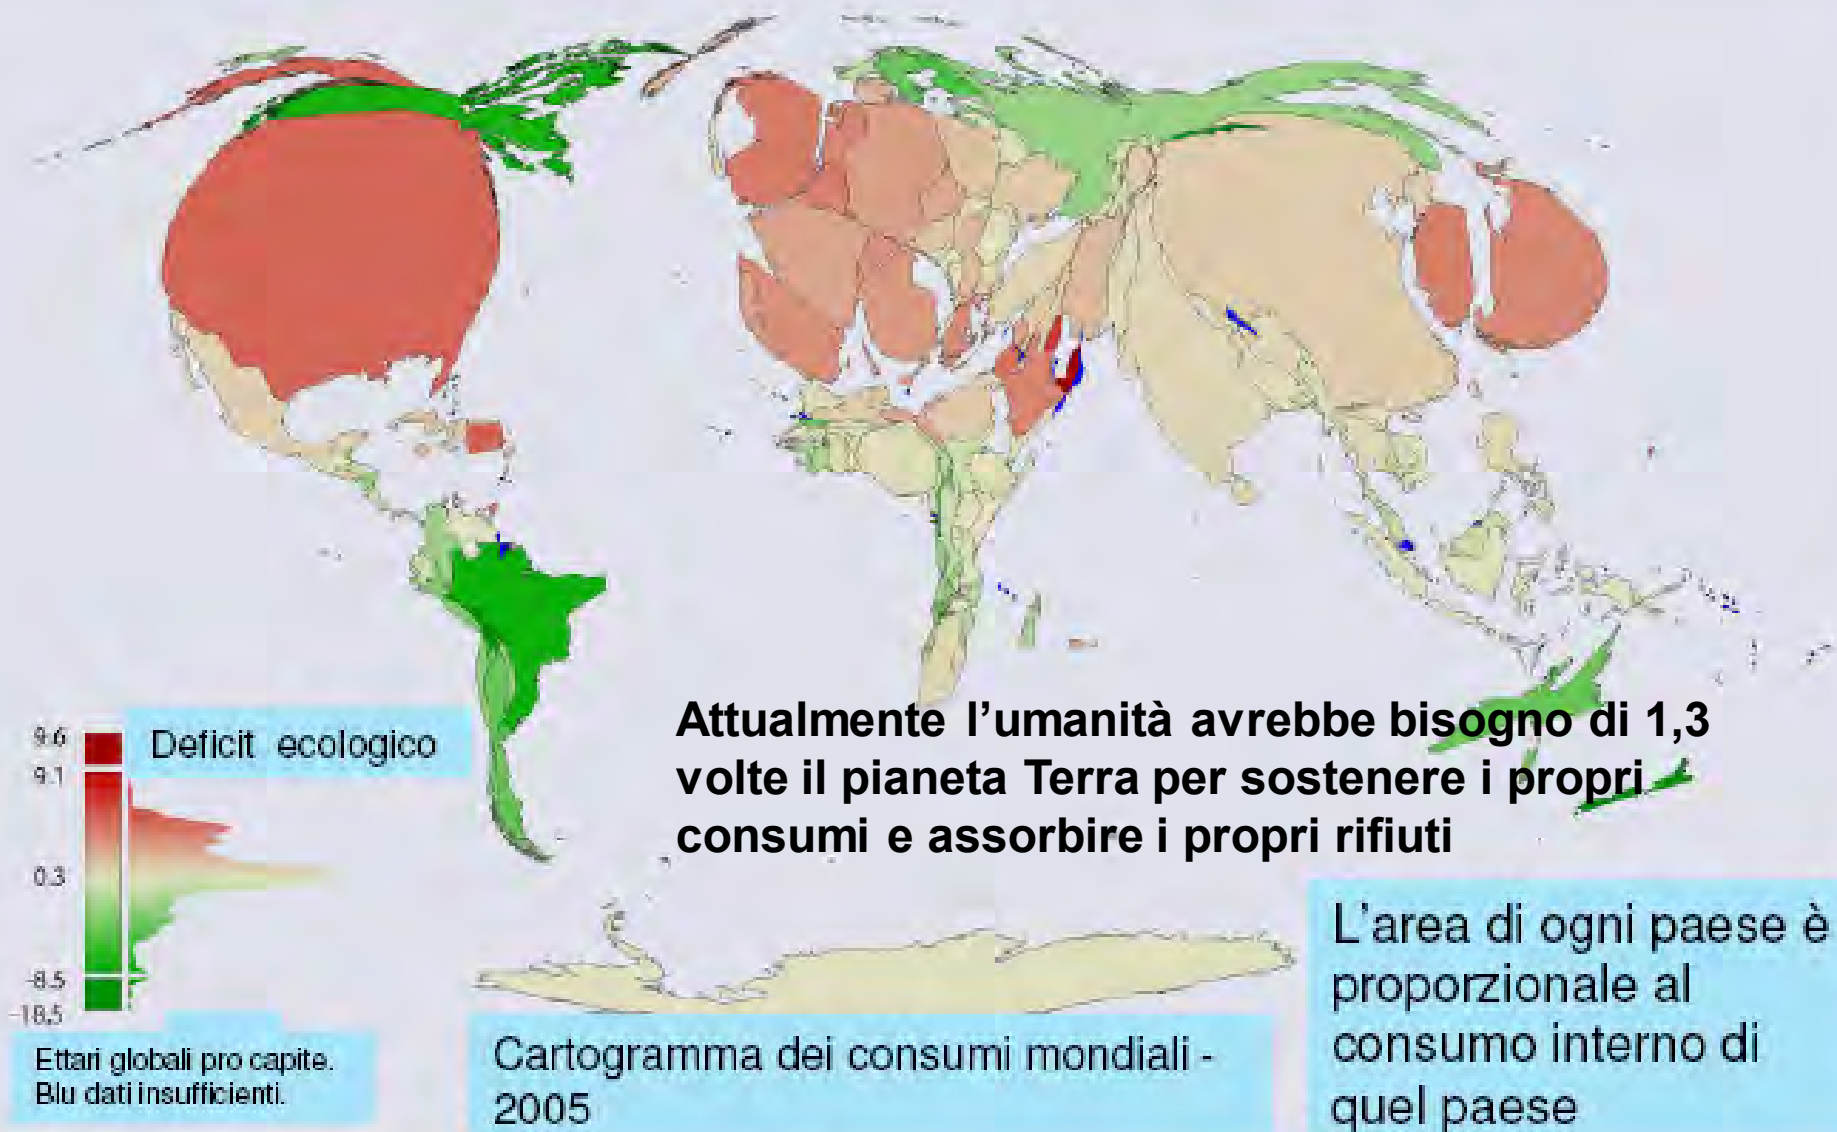 Attualmente l'umanità avrebbe bisogno di 1,3
volte il pianeta Terra per sostenere i propri
consumi e assorbire i propri rifiuti
9.6
Deficit ecologico
9.1
0.3
-8.5
-18.5
Ettari globali pro capite.
Blu dati insufficienti.
Cartogramma dei consumi mondiali -
2005
L'area di ogni paese è
proporzionale al
consumo interno di
quel paese